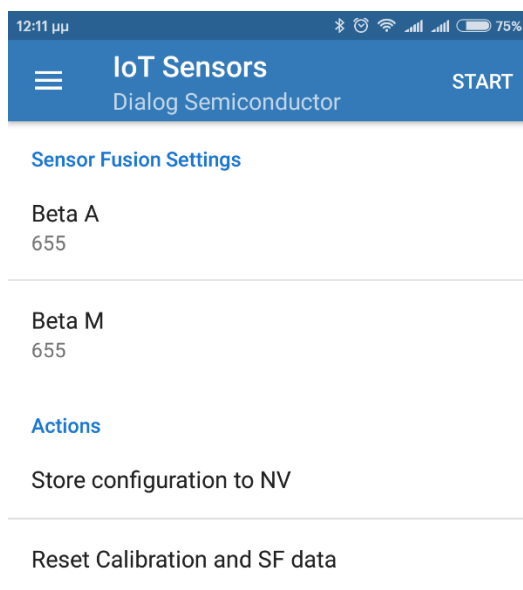 12:11 μμ 75%
IoT Sensors
START
Dialog Semiconductor
Sensor Fusion Settings
Beta A
655
Beta M
655
Actions
Store configuration to NV
Reset Calibration and SF data